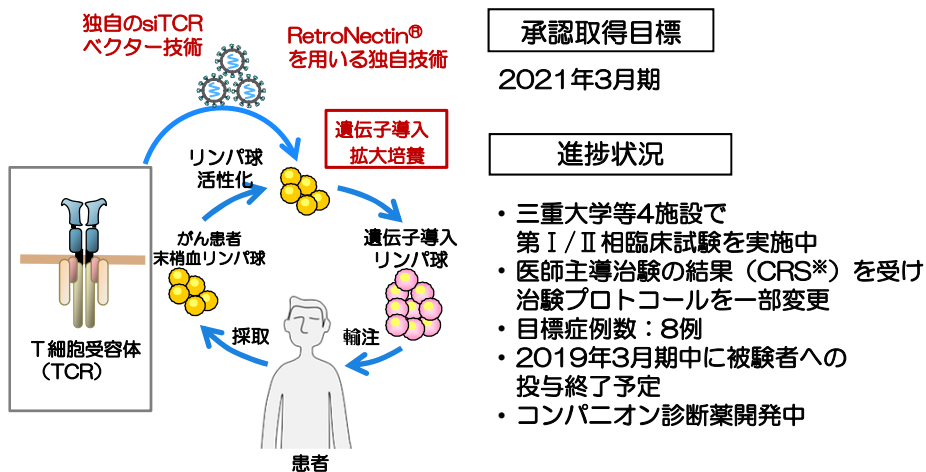 独自のsiTCR
ベクター技術
RetroNectin®
を用いる独自技術
遺伝子導入
拡大培養
リンパ球
活性化
がん患者
末梢血リンパ球
遺伝子導入
リンパ球
T細胞受容体
（TCR）
採取
輸注
患者
承認取得目標
2021年3月期
進捗状況
・三重大学等4施設で
第Ⅰ/Ⅱ相臨床試験を実施中
・医師主導治験の結果（CRS※）を受け
治験プロトコールを一部変更
・目標症例数：8例
・2019年3月期中に被験者への
投与終了予定
・コンパニオン診断薬開発中